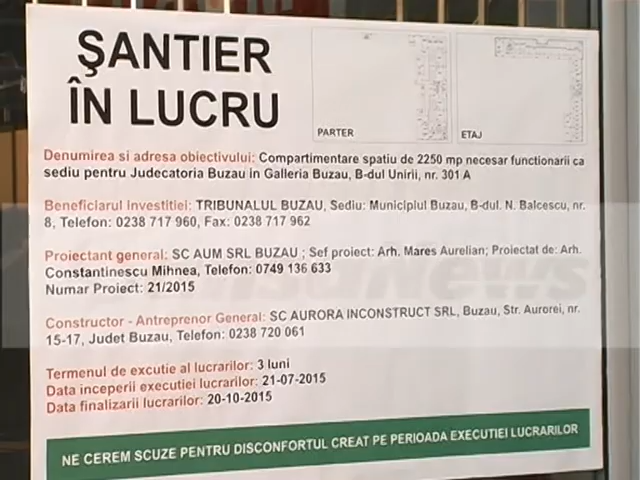 ŞANTIER
ÎN LUCRU
PARTER
ETAJ
Denumirea si adresa obiectivului: Compartimentare spatiu de 2250 mp necesar functionarii ca
sediu pentru Judecatoria Buzau in Galleria Buzau, B-dul Unirii, nr. 301 A
Beneficiarul Investitiei: TRIBUNALUL BUZAU, Sediu: Municipiul Buzau, B-dul. N. Balcescu, nr.
8, Telefon: 0238 717 960, Fax: 0238 717 962
Proiectant general: SC AUM SRL BUZAU ; Sef proiect: Arh. Mares Aurelian; Proiectat de: Arh.
Constantinescu Mihnea, Telefon: 0749 136 633
Numar Proiect: 21/2015
Constructor - Antreprenor General: SC AURORA INCONSTRUCT SRL, Buzau, Str. Aurorei, nr.
15-17, Judet Buzau, Telefon: 0238 720 061
Termenul de excutie al lucrarilor: 3 luni
Data inceperii executiei lucrarilor: 21-07-2015
Data finalizarii lucrarilor: 20-10-2015
NE CEREM SCUZE PENTRU DISCONFORTUL CREAT PE PERIOADA EXECUTIEI LUCRARILOR